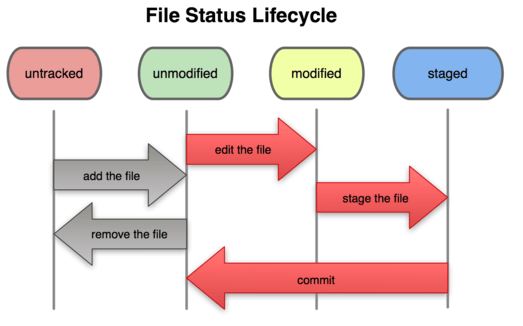 File Status Lifecycle
untracked
unmodified
modified
staged
edit the file
add the file
stage the file
remove the file
commit